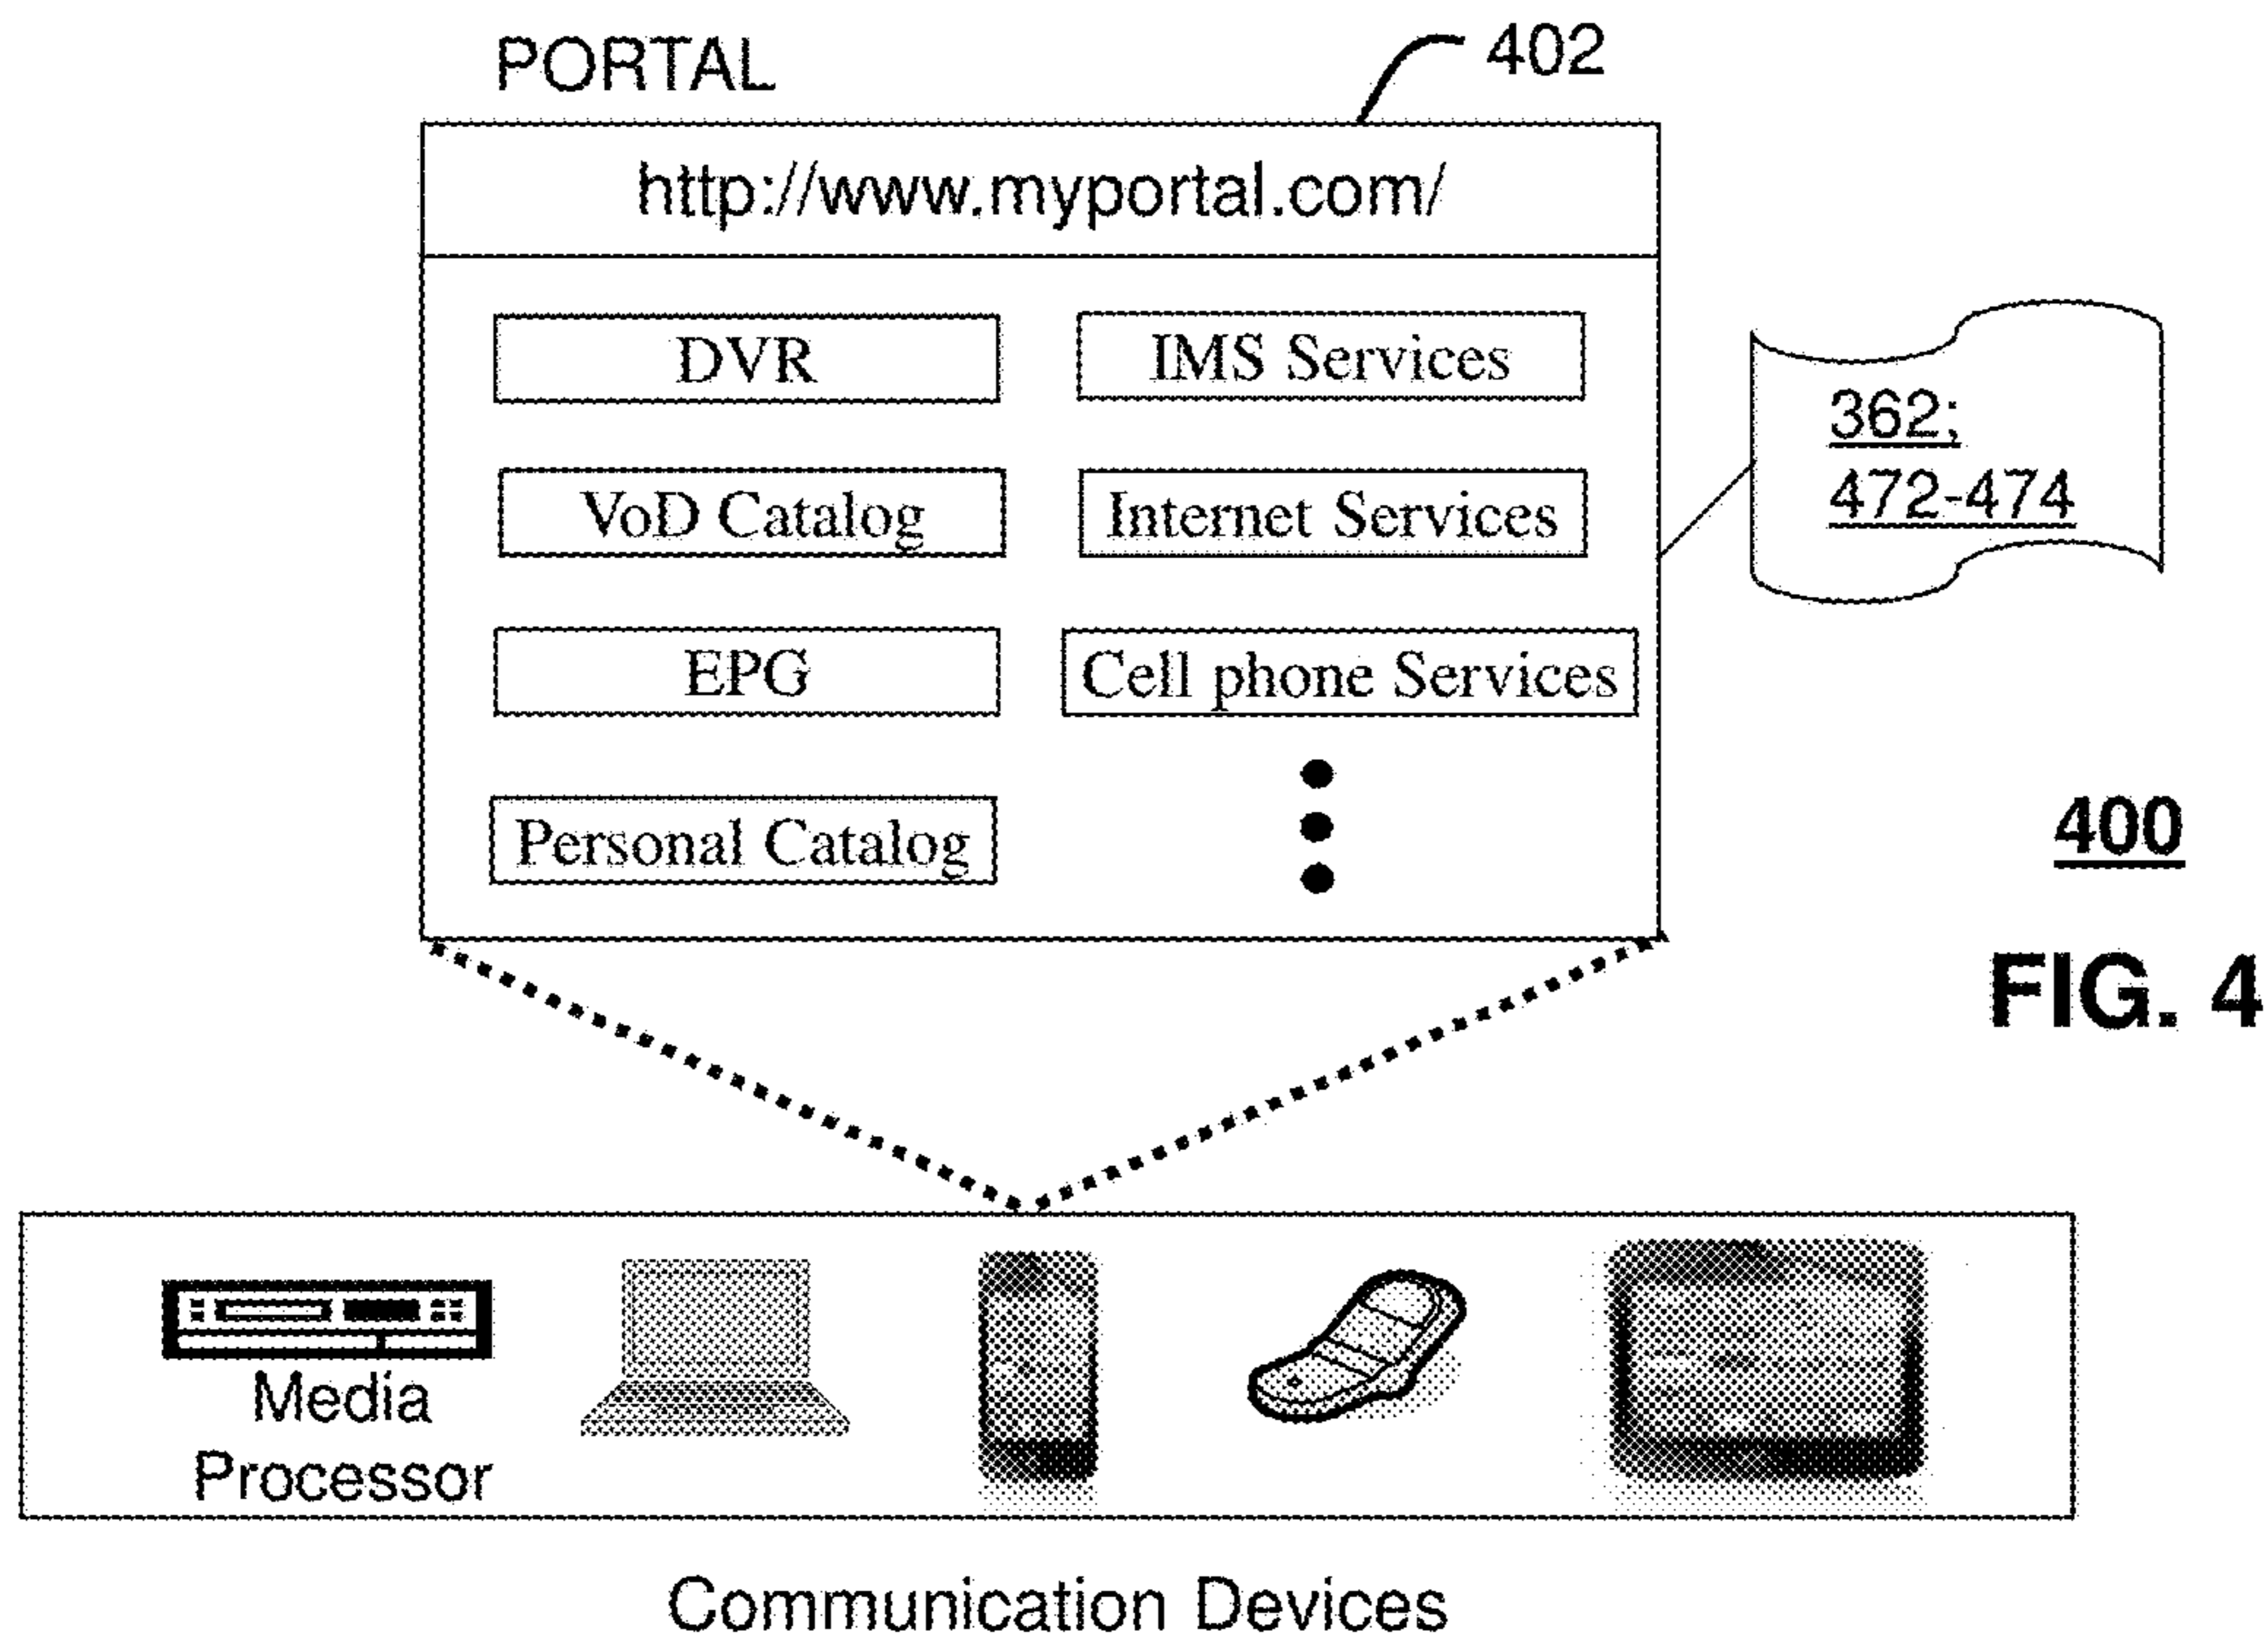 PORTAL
402
http://www.myportal.com/
DVR
IMS Services
VoD Catalog
Internet Services
EPG
Cell phone Services
Personal Catalog
362;
472-474
400
FIG. 4
Media
Processor
Communication Devices